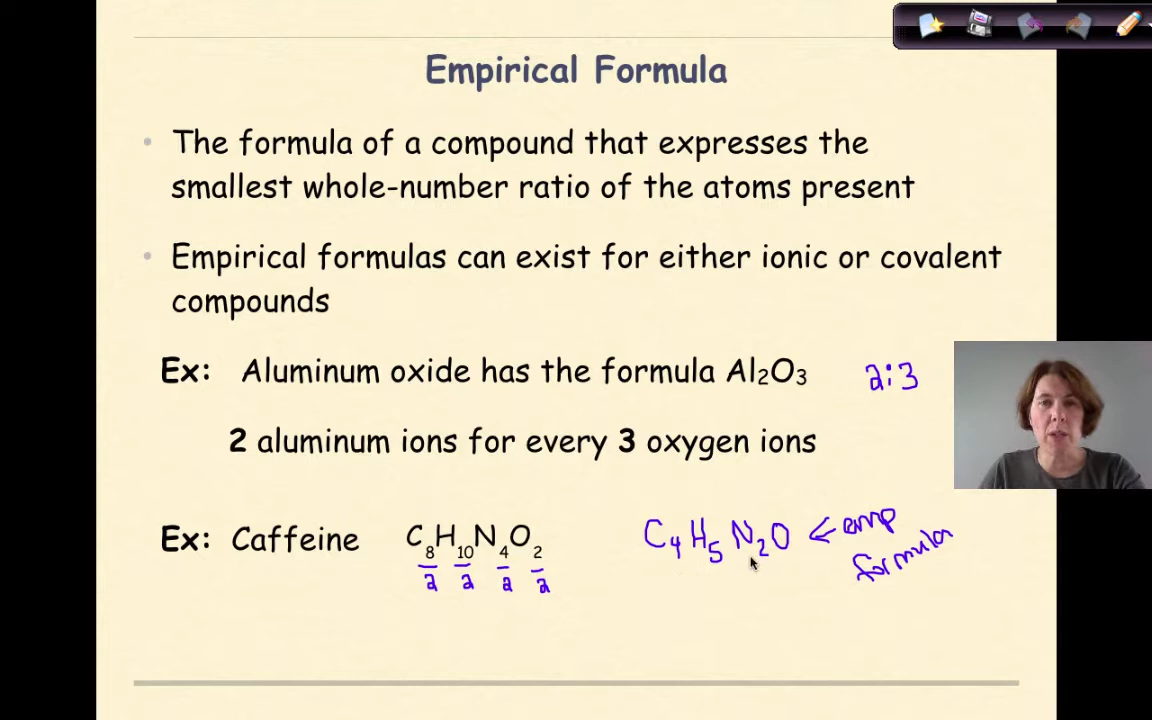 Empirical Formula
• The formula of a compound that expresses the
smallest whole-number ratio of the atoms present
• Empirical formulas can exist for either ionic or covalent
compounds
Ex: Aluminum oxide has the formula Al₂O₃ 2:3
2 aluminum ions for every 3 oxygen ions
Ex: Caffeine C₈H₁₀N₄O₂ C₄H₅N₂O ← emp
formula
2 2 2 2